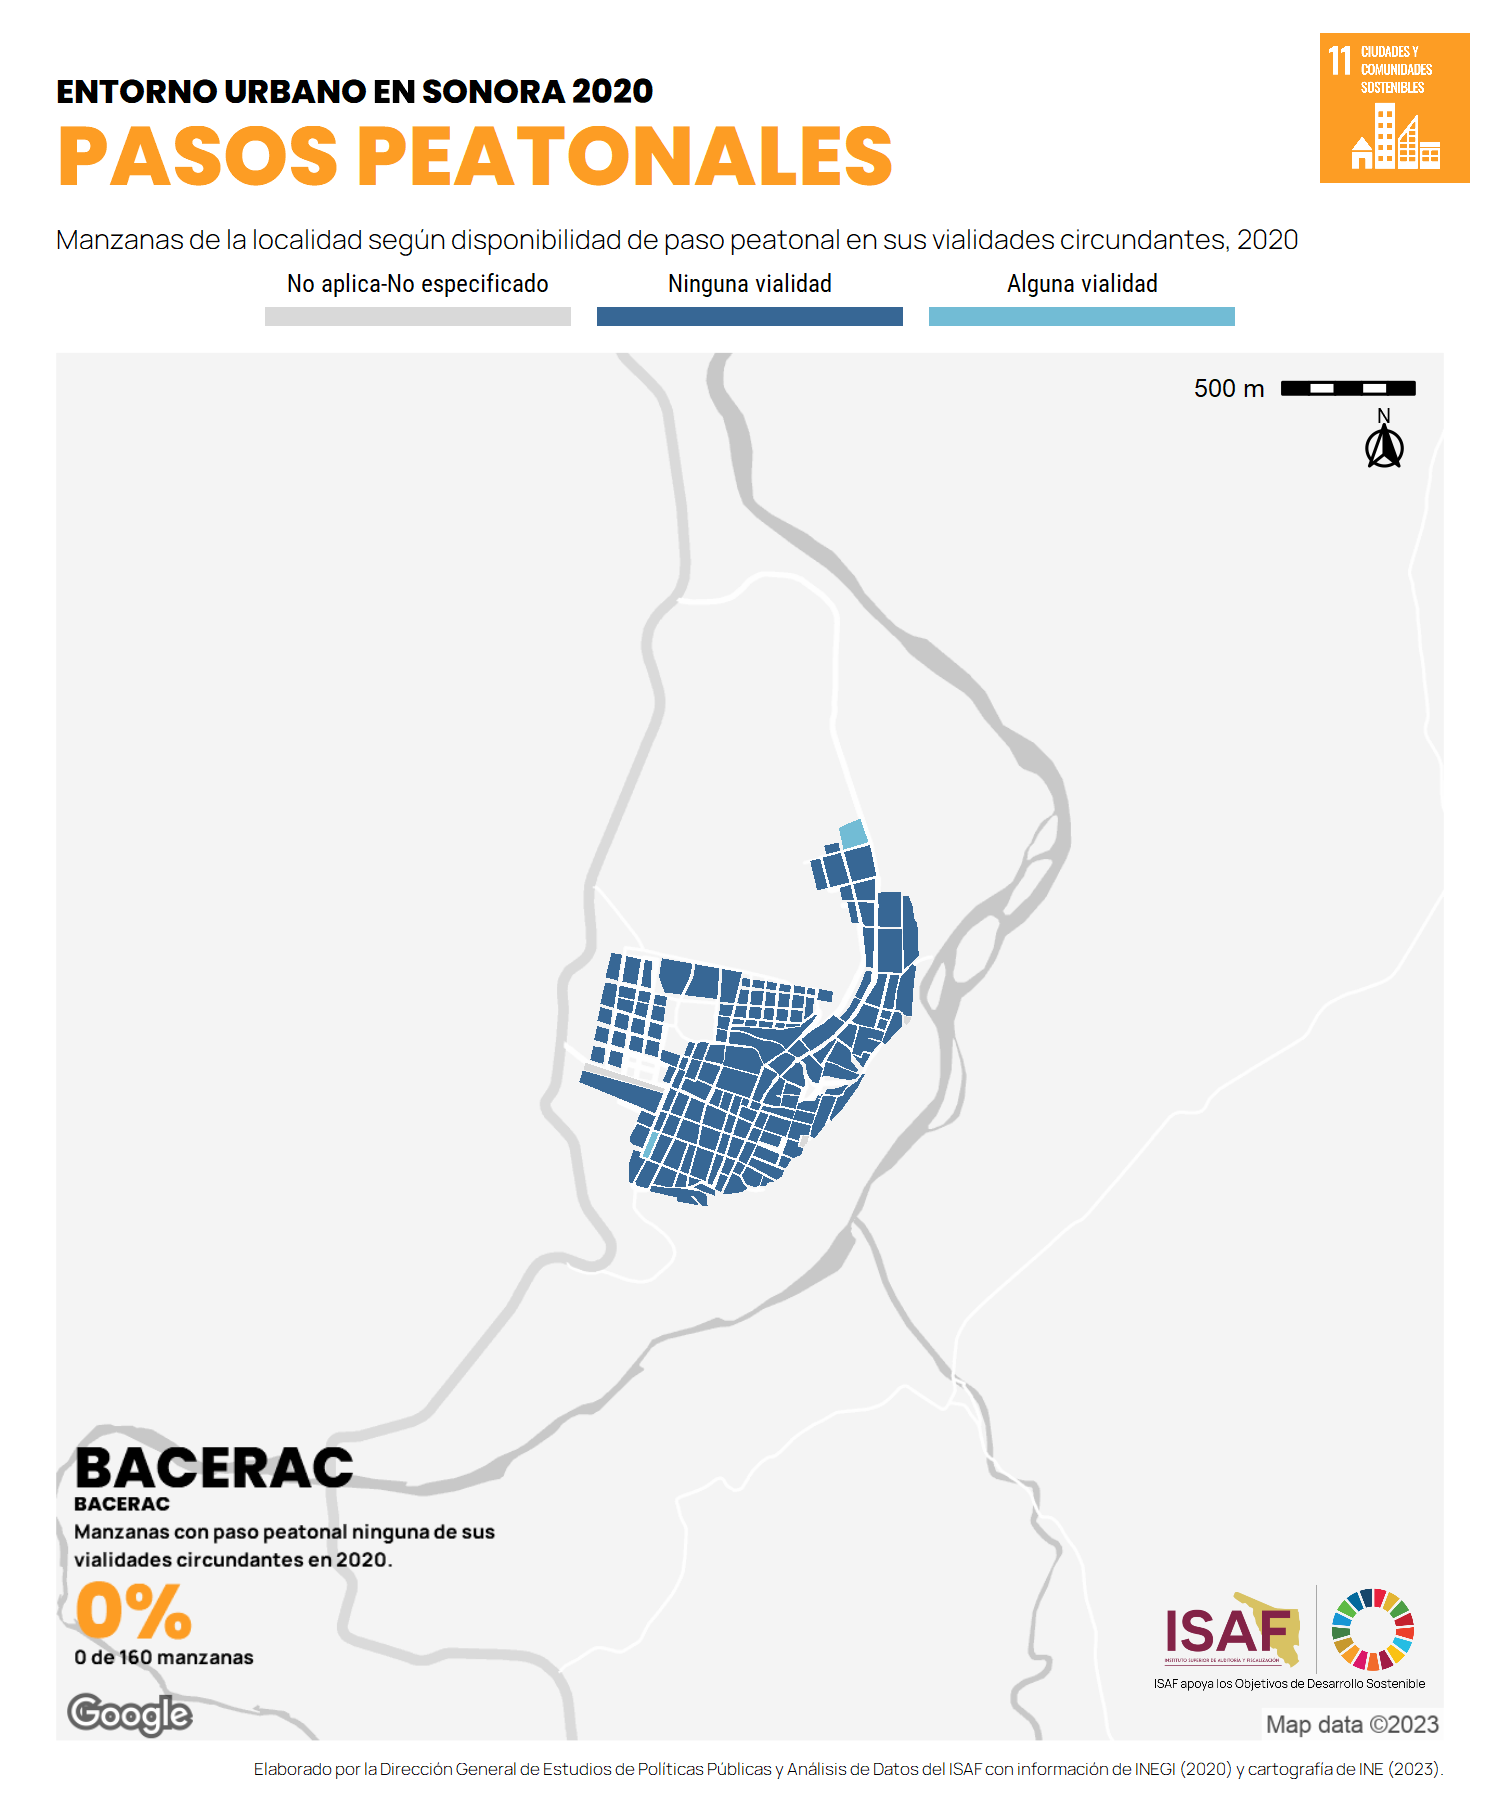 ENTORNO URBANO EN SONORA 2020
PASOS PEATONALES
11 CIUDADES Y
COMUNIDADES
SOSTENIBLES
Manzanas de la localidad según disponibilidad de paso peatonal en sus vialidades circundantes, 2020
No aplica-No especificado
Ninguna vialidad
Alguna vialidad
500 m
N
BACERAC
BACERAC
Manzanas con paso peatonal ninguna de sus
vialidades circundantes en 2020.
0%
0 de 160 manzanas
Google
ISAF
INSTITUTO SUPERIOR DE AUDITORÍA Y FISCALIZACIÓN
ISAF apoya los Objetivos de Desarrollo Sostenible
Map data ©2023
Elaborado por la Dirección General de Estudios de Políticas Públicas y Análisis de Datos del ISAF con información de INEGI (2020) y cartografía de INE (2023).